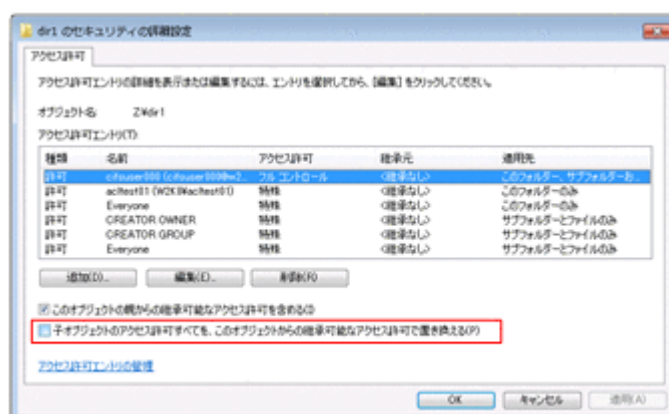 dir1 のセキュリティの詳細設定
アクセス許可
アクセス許可エントリの詳細を表示または編集するには、エントリを選択してから、[編集] をクリックしてください。
オブジェクト名: Z:¥dir1
アクセス許可エントリ(T):
種類 名前 アクセス許可 継承元 適用先
許可 cifsuser000 (cifsuser000@w2... フル コントロール <継承なし> このフォルダー、サブフォルダーお...
許可 acltest01 (W2K8¥acltest01) 特殊 <継承なし> このフォルダーのみ
許可 Everyone 特殊 <継承なし> このフォルダーのみ
許可 CREATOR OWNER 特殊 <継承なし> サブフォルダーとファイルのみ
許可 CREATOR GROUP 特殊 <継承なし> サブフォルダーとファイルのみ
許可 Everyone 特殊 <継承なし> サブフォルダーとファイルのみ
追加(D)... 編集(E)... 削除(R)
このオブジェクトの親からの継承可能なアクセス許可を含める(I)
子オブジェクトのアクセス許可すべてを、このオブジェクトからの継承可能なアクセス許可で置き換える(P)
アクセス許可エントリの管理
OK キャンセル 適用(A)